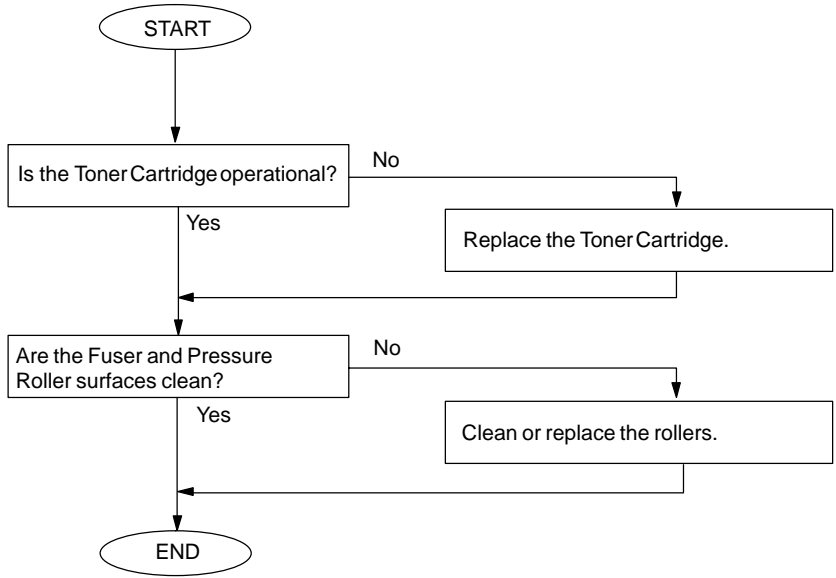 START
Is the Toner Cartridge operational?
No
Yes
Replace the Toner Cartridge.
Are the Fuser and Pressure
Roller surfaces clean?
No
Yes
Clean or replace the rollers.
END